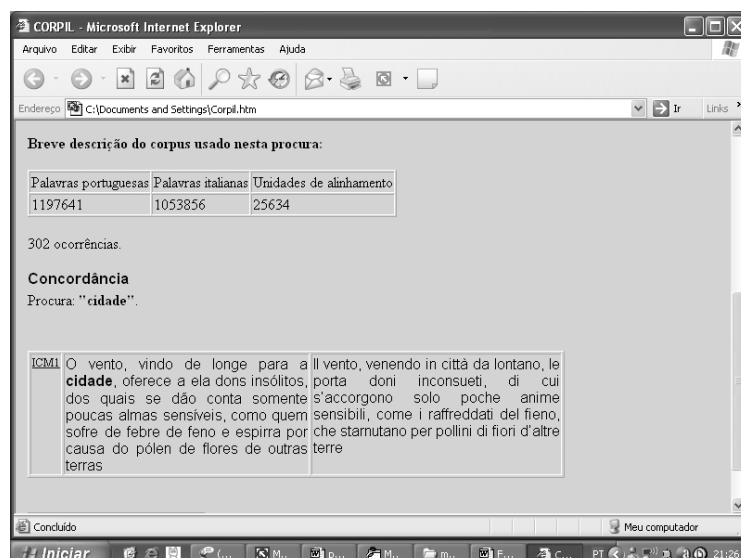 CORPIL - Microsoft Internet Explorer
Arquivo Editar Exibir Favoritos Ferramentas Ajuda
Endereço C:\Documents and Settings\Corpil.htm Ir Links
Breve descrição do corpus usado nesta procura:
Palavras portuguesas Palavras italianas Unidades de alinhamento
1197641 1053856 25634
302 ocorrências.
Concordância
Procura: "cidade".
ICM1
O vento, vindo de longe para a
cidade, oferece a ela dons insólitos,
dos quais se dão conta somente
poucas almas sensíveis, como quem
sofre de febre de feno e espirra por
causa do pólen de flores de outras
terras
Il vento, venendo in città da lontano, le
porta doni inconsueti, di cui
s'accorgono solo poche anime
sensibili, come i raffreddati del fieno,
che starnutano per pollini di fiori d'altre
terre
Concluído Meu computador
Iniciar PT 21:26